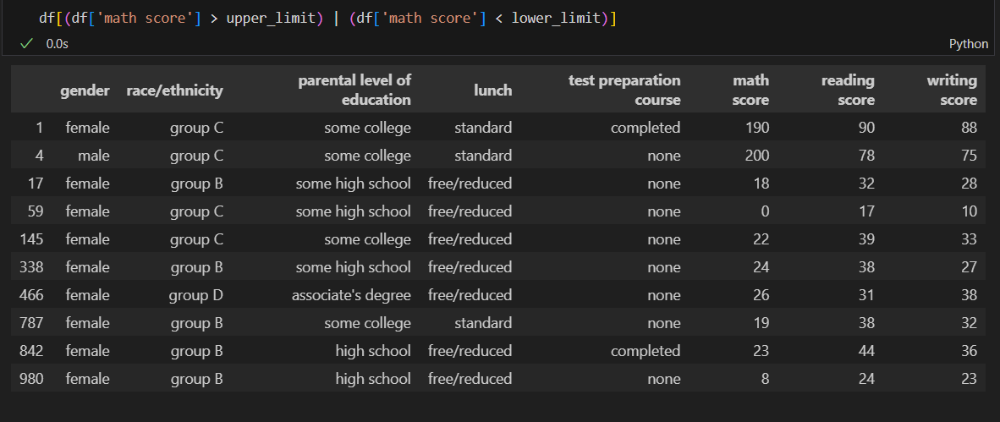 df[(df['math score'] > upper_limit) | (df['math score'] < lower_limit)]
0.0s Python
gender race/ethnicity parental level of education lunch test preparation course math score reading score writing score
1 female group C some college standard completed 190 90 88
4 male group C some college standard none 200 78 75
17 female group B some high school free/reduced none 18 32 28
59 female group C some high school free/reduced none 0 17 10
145 female group C some college free/reduced none 22 39 33
338 female group B some high school free/reduced none 24 38 27
466 female group D associate's degree free/reduced none 26 31 38
787 female group B some college standard none 19 38 32
842 female group B high school free/reduced completed 23 44 36
980 female group B high school free/reduced none 8 24 23